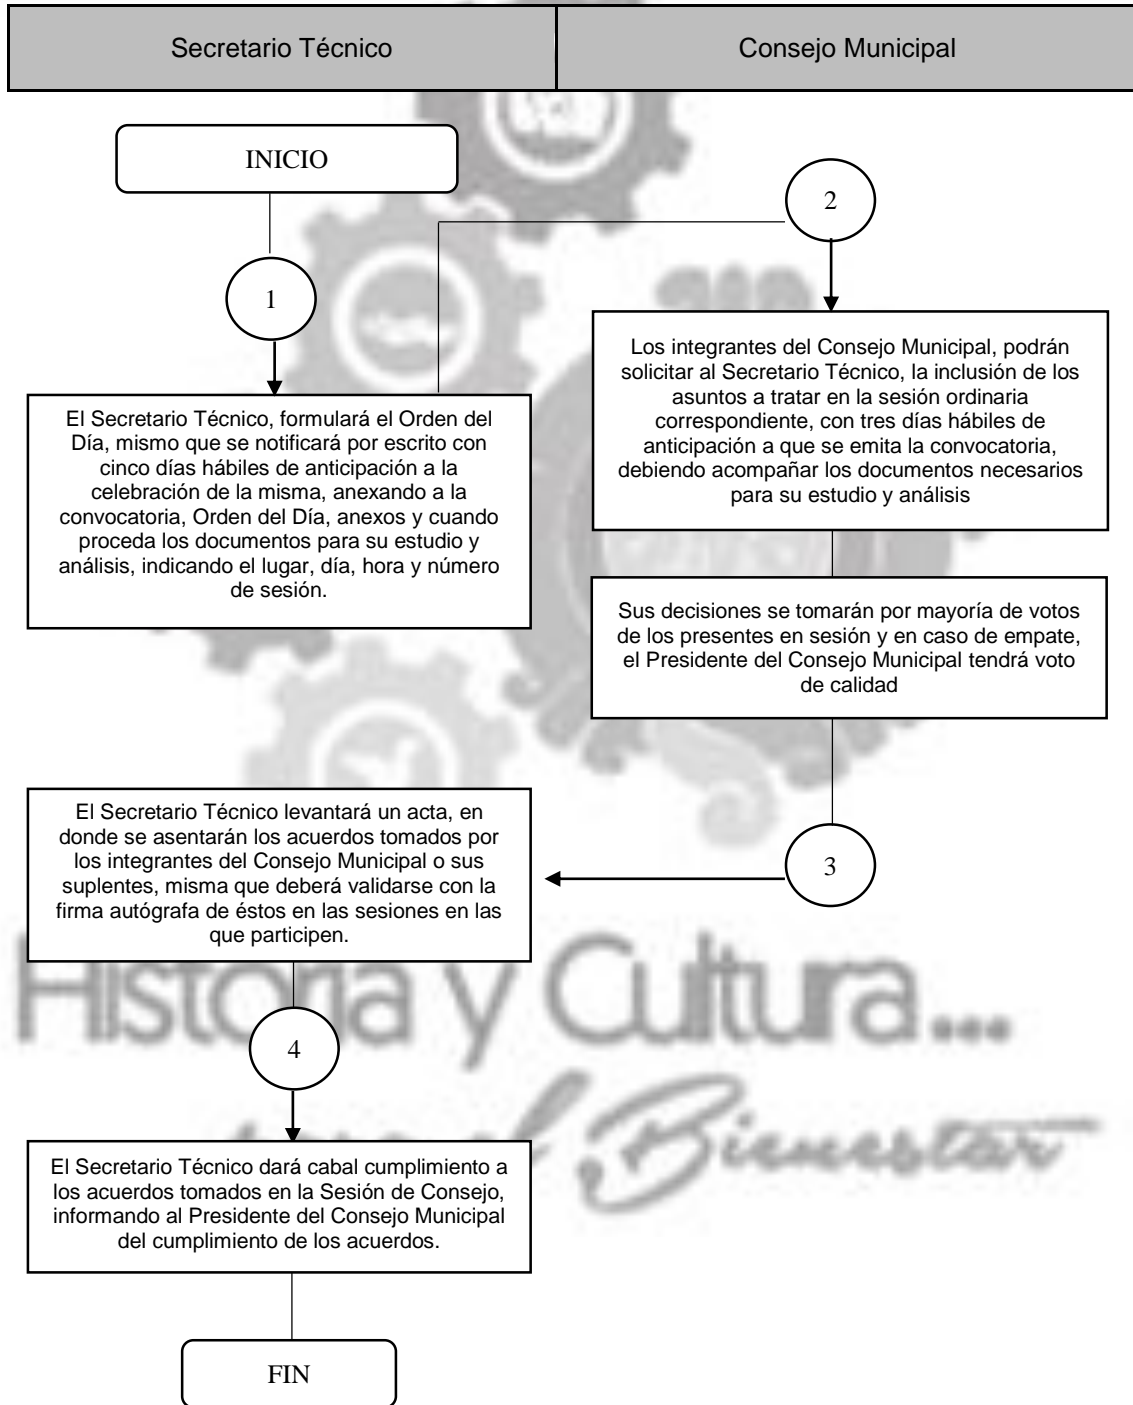 Secretario Técnico
Consejo Municipal
INICIO
1
El Secretario Técnico, formulará el Orden del
Día, mismo que se notificará por escrito con
cinco días hábiles de anticipación a la
celebración de la misma, anexando a la
convocatoria, Orden del Día, anexos y cuando
proceda los documentos para su estudio y
análisis, indicando el lugar, día, hora y número
de sesión.
2
Los integrantes del Consejo Municipal, podrán
solicitar al Secretario Técnico, la inclusión de los
asuntos a tratar en la sesión ordinaria
correspondiente, con tres días hábiles de
anticipación a que se emita la convocatoria,
debiendo acompañar los documentos necesarios
para su estudio y análisis
Sus decisiones se tomarán por mayoría de votos
de los presentes en sesión y en caso de empate,
el Presidente del Consejo Municipal tendrá voto
de calidad
3
El Secretario Técnico levantará un acta, en
donde se asentarán los acuerdos tomados por
los integrantes del Consejo Municipal o sus
suplentes, misma que deberá validarse con la
firma autógrafa de éstos en las sesiones en las
que participen.
Historia y Cultura...
4
el Bienestar
El Secretario Técnico dará cabal cumplimiento a
los acuerdos tomados en la Sesión de Consejo,
informando al Presidente del Consejo Municipal
del cumplimiento de los acuerdos.
FIN